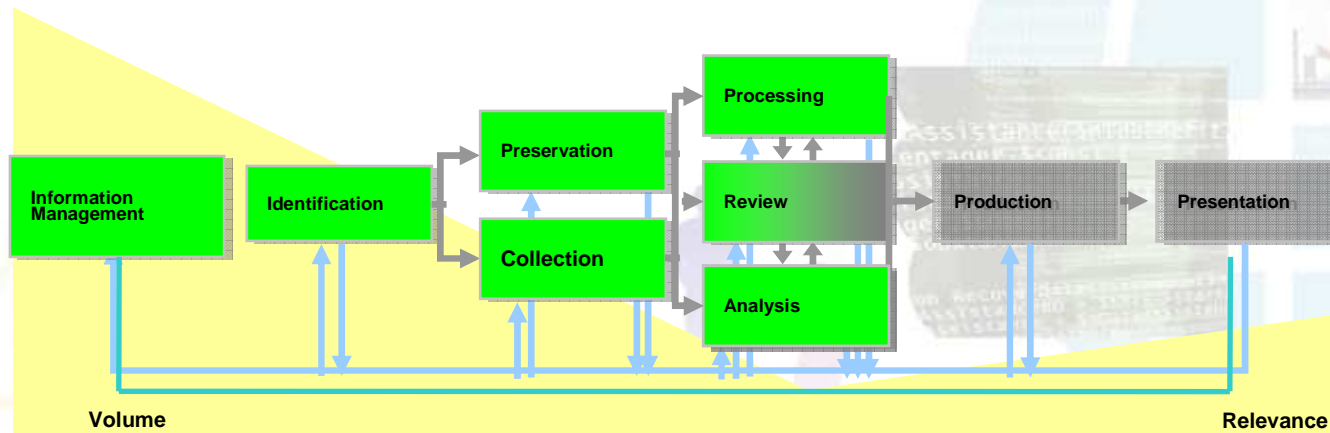 Information
Management
Identification
Preservation
Collection
Processing
Review
Analysis
Production
Presentation
Volume
Relevance